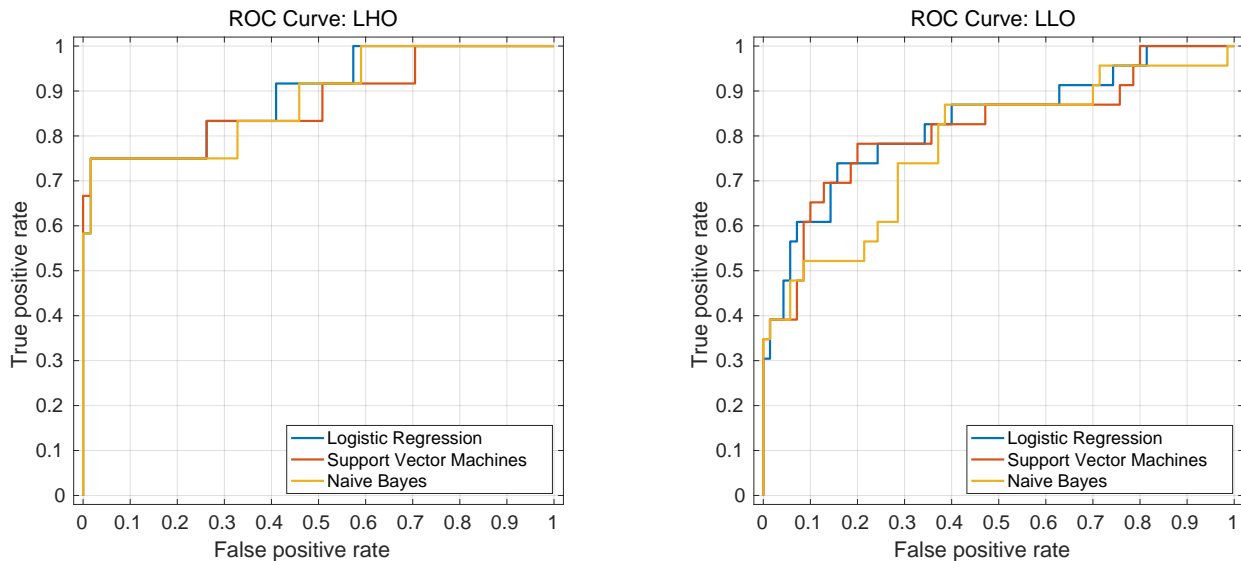 ROC Curve: LHO
1
0.9
0.8
0.7
0.6
0.5
0.4
0.3
0.2
0.1
0
True positive rate
Logistic Regression
Support Vector Machines
Naive Bayes
0 0.1 0.2 0.3 0.4 0.5 0.6 0.7 0.8 0.9 1
False positive rate
ROC Curve: LLO
1
0.9
0.8
0.7
0.6
0.5
0.4
0.3
0.2
0.1
0
True positive rate
Logistic Regression
Support Vector Machines
Naive Bayes
0 0.1 0.2 0.3 0.4 0.5 0.6 0.7 0.8 0.9 1
False positive rate